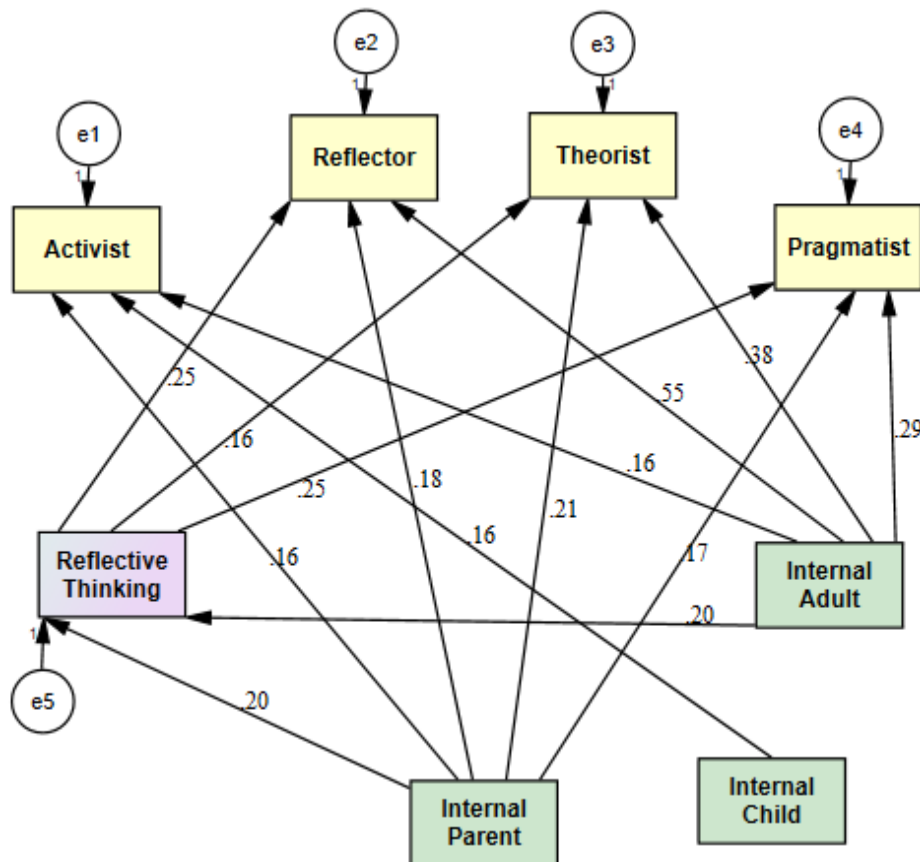 e2
e3
e1
e4
1
1
1
1
Reflector
Theorist
Activist
Pragmatist
.25
.38
.55
.29
.16
.16
.25
.18
.21
.16
.17
.16
Reflective
Thinking
Internal
Adult
.20
1
e5
.20
Internal
Parent
Internal
Child